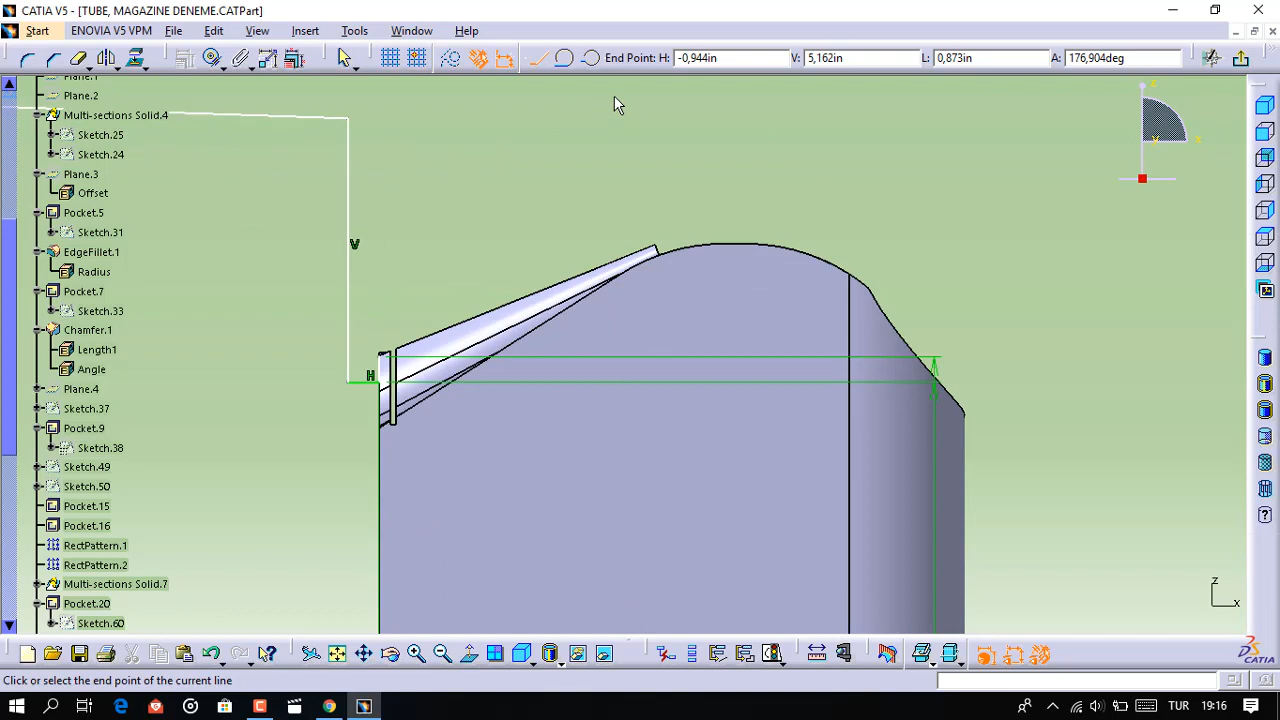 CATIA V5 - [TUBE, MAGAZINE DENEME.CATPart]
Start ENOVIA V5 VPM File Edit View Insert Tools Window Help
End Point: H: -0,944in V: 5,162in L: 0,873in A: 176,904deg
Plane.1
Plane.2
Multi-sections Solid.4
Sketch.25
Sketch.24
Plane.3
Offset
Pocket.5
Sketch.31
EdgeFillet.1
Radius
Pocket.7
Sketch.33
Chamfer.1
Length1
Angle
Plane.4
Sketch.37
Pocket.9
Sketch.38
Sketch.49
Sketch.50
Pocket.15
Pocket.16
RectPattern.1
RectPattern.2
Multi-sections Solid.7
Pocket.20
Sketch.60
V
H
z
y
x
z
x
CATIA
Click or select the end point of the current line
TUR 19:16